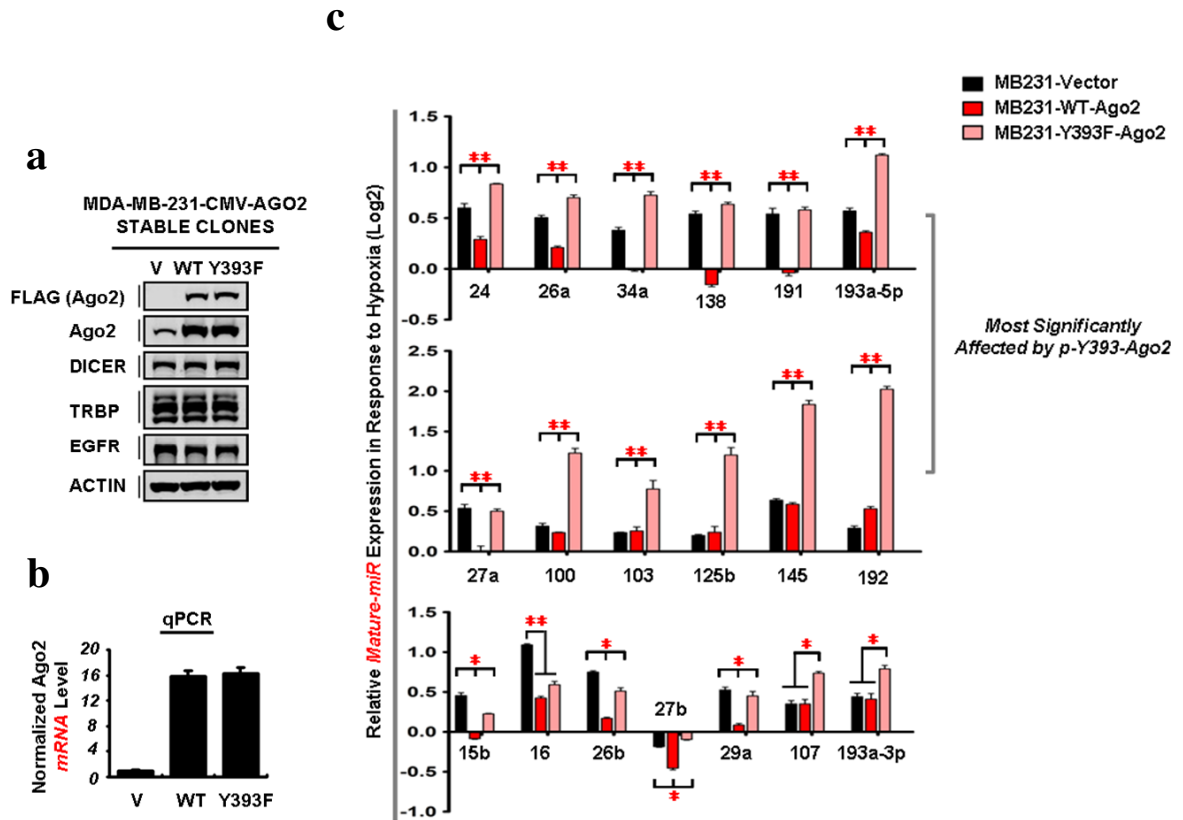 c
MB231-Vector
MB231-WT-Ago2
MB231-Y393F-Ago2
a
MDA-MB-231-CMV-AGO2
STABLE CLONES
V WT Y393F
FLAG (Ago2)
Ago2
DICER
TRBP
EGFR
ACTIN
b
qPCR
Normalized Ago2
mRNA Level
20
16
12
8
4
0
V WT Y393F
Relative Mature-miR Expression in Response to Hypoxia (Log2)
1.5
1.0
0.5
0.0
-0.5
‡‡ ‡‡ ‡‡ ‡‡ ‡‡ ‡‡
24 26a 34a 138 191 193a-5p
Most Significantly
Affected by p-Y393-Ago2
2.5
2.0
1.5
1.0
0.5
0.0
‡‡ ‡‡ ‡‡ ‡‡ ‡‡ ‡‡
27a 100 103 125b 145 192
1.5
1.0
0.5
0.0
-0.5
-1.0
‡ ‡‡ ‡ ‡ ‡ ‡ ‡
15b 16 26b 27b 29a 107 193a-3p